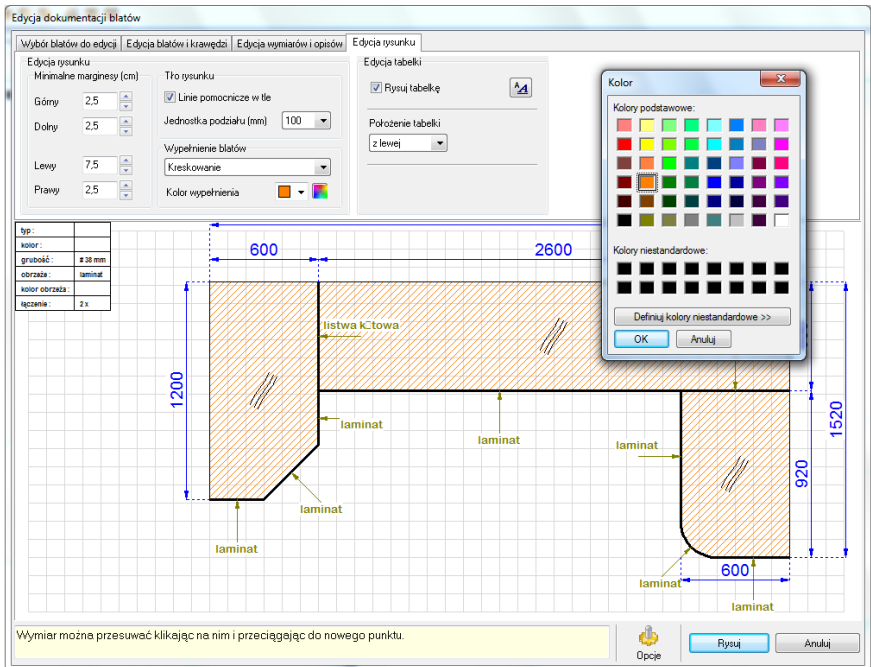 Edycja dokumentacji blatów
Wybór blatów do edycji
Edycja blatów i krawędzi
Edycja wymiarów i opisów
Edycja rysunku
Edycja rysunku
Minimalne marginesy (cm)
Górny 2,5
Dolny 2,5
Lewy 7,5
Prawy 2,5
Tło rysunku
Linie pomocnicze w tle
Jednostka podziału (mm) 100
Wypełnienie blatów
Kreskowanie
Kolor wypełnienia
Edycja tabelki
Rysuj tabelkę
AA
Położenie tabelki
z lewej
Kolor
Kolory podstawowe:
Kolory niestandardowe:
Definiuj kolory niestandardowe >>
OK Anuluj
typ :
kolor :
grubość : # 38 mm
obrzeże : laminat
kolor obrzeża :
łączenie : 2 x
600
2600
listwa k□towa
1200
laminat
laminat
laminat
1520
920
laminat
laminat
600
laminat
laminat
Wymiar można przesuwać klikając na nim i przeciągając do nowego punktu.
Opcje
Rysuj
Anuluj